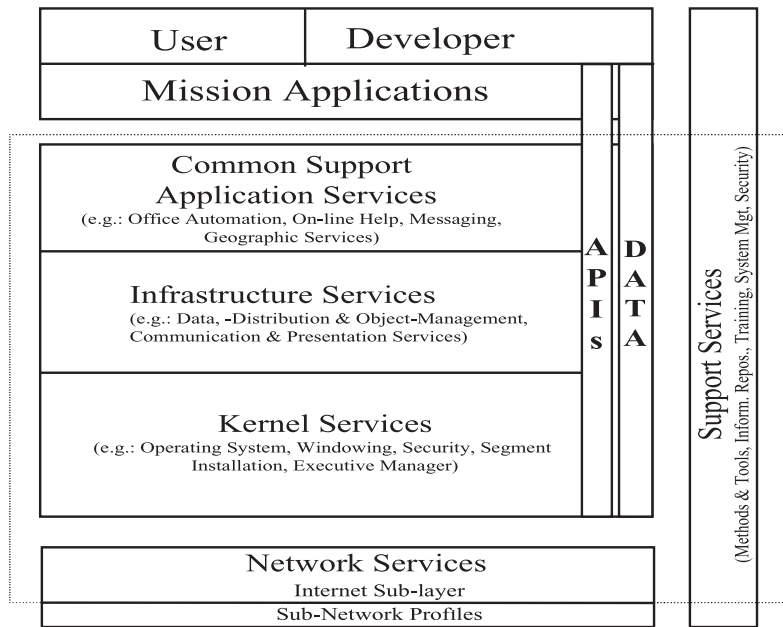 User
Developer
Mission Applications
Common Support
Application Services
(e.g.: Office Automation, On-line Help, Messaging,
Geographic Services)
Infrastructure Services
(e.g.: Data, -Distribution & Object-Management,
Communication & Presentation Services)
Kernel Services
(e.g.: Operating System, Windowing, Security, Segment
Installation, Executive Manager)
APIs
DATA
Network Services
Internet Sub-layer
Sub-Network Profiles
Support Services
(Methods & Tools, Inform. Repos., Training, System Mgt, Security)